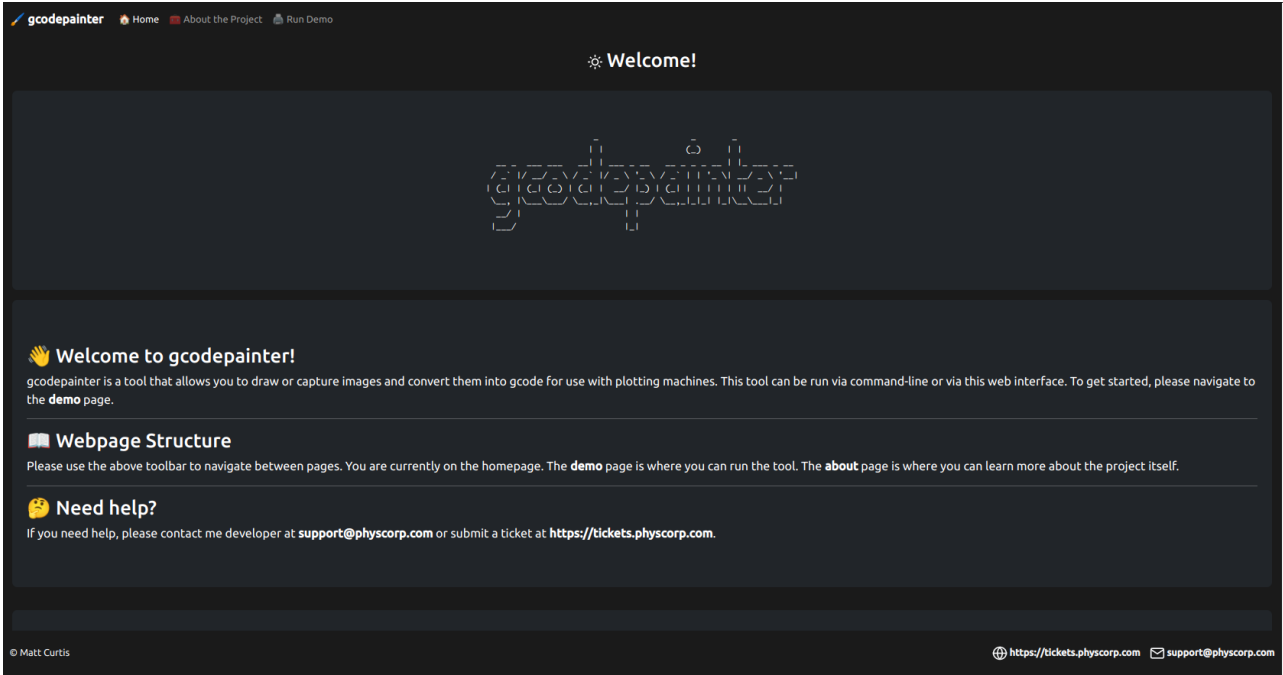 gcodepainter Home About the Project Run Demo
Welcome!
gcodepainter
Welcome to gcodepainter!
gcodepainter is a tool that allows you to draw or capture images and convert them into gcode for use with plotting machines. This tool can be run via command-line or via this web interface. To get started, please navigate to
the demo page.
Webpage Structure
Please use the above toolbar to navigate between pages. You are currently on the homepage. The demo page is where you can run the tool. The about page is where you can learn more about the project itself.
Need help?
If you need help, please contact me developer at support@physcorp.com or submit a ticket at https://tickets.physcorp.com.
© Matt Curtis https://tickets.physcorp.com support@physcorp.com